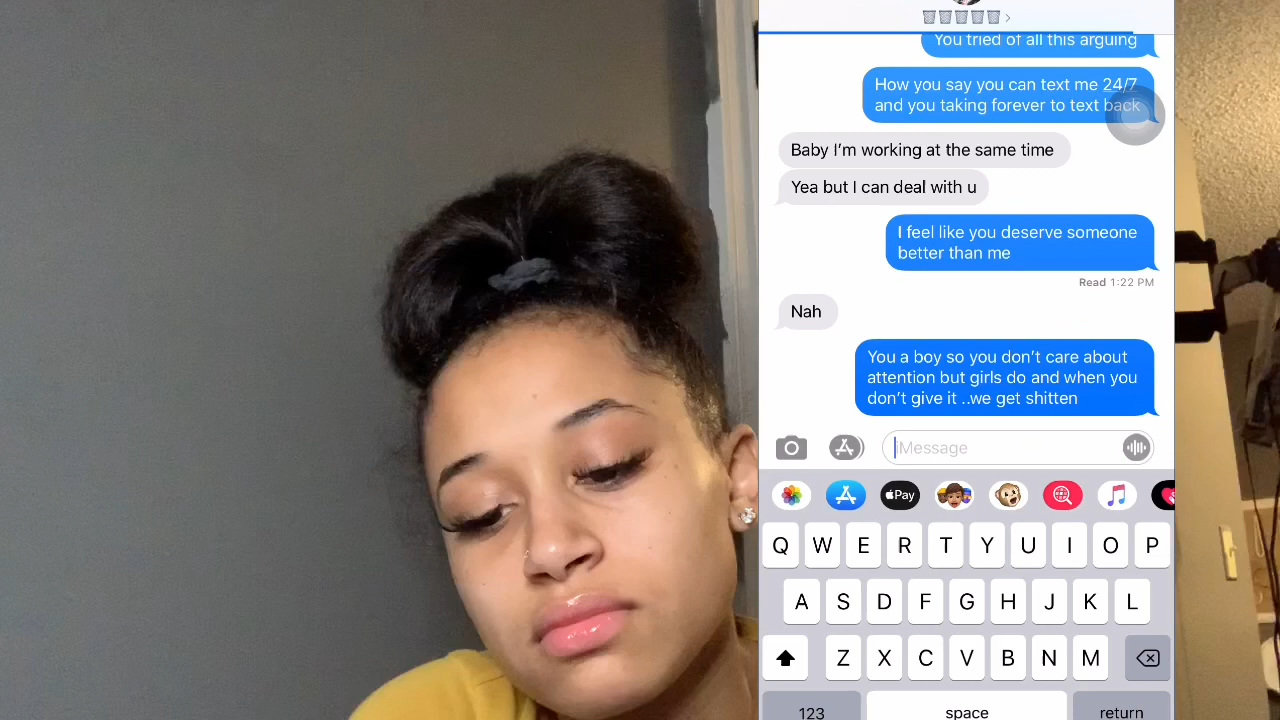 You tried of all this arguing
How you say you can text me 24/7
and you taking forever to text back
Baby I'm working at the same time
Yea but I can deal with u
I feel like you deserve someone
better than me
Read 1:22 PM
Nah
You a boy so you don't care about
attention but girls do and when you
don't give it ..we get shitten
iMessage
Pay
Q W E R T Y U I O P
A S D F G H J K L
Z X C V B N M
123 space return